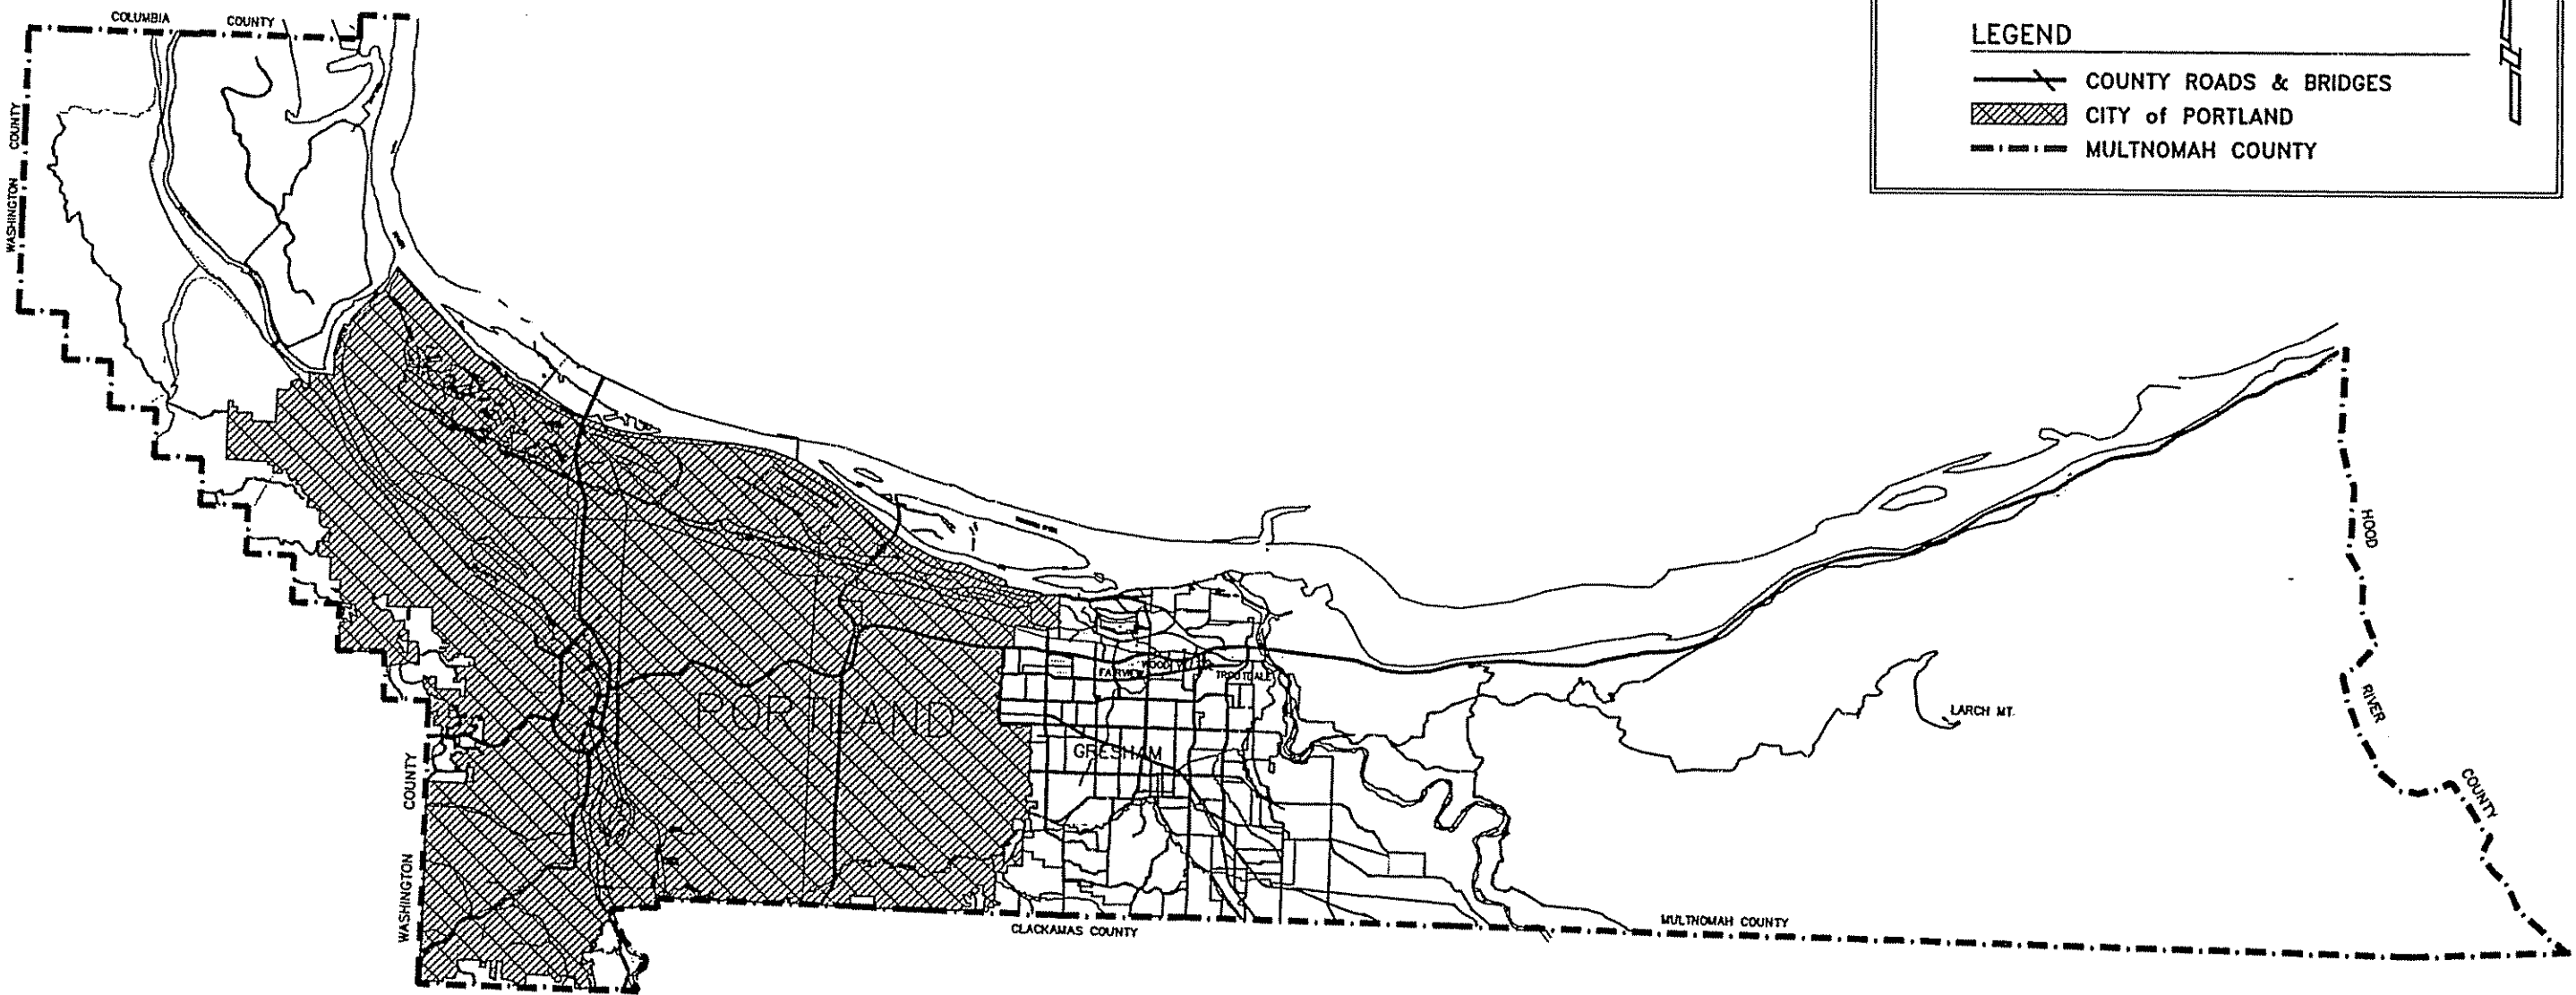 COLUMBIA COUNTY
LEGEND
COUNTY ROADS & BRIDGES
CITY of PORTLAND
MULTNOMAH COUNTY
WASHINGTON COUNTY
HOOD RIVER COUNTY
FAIRVIEW
TROUTDALE
PORTLAND
LARCH MT.
GRESHAM
WASHINGTON COUNTY
MULTNOMAH COUNTY
CLACKAMAS COUNTY